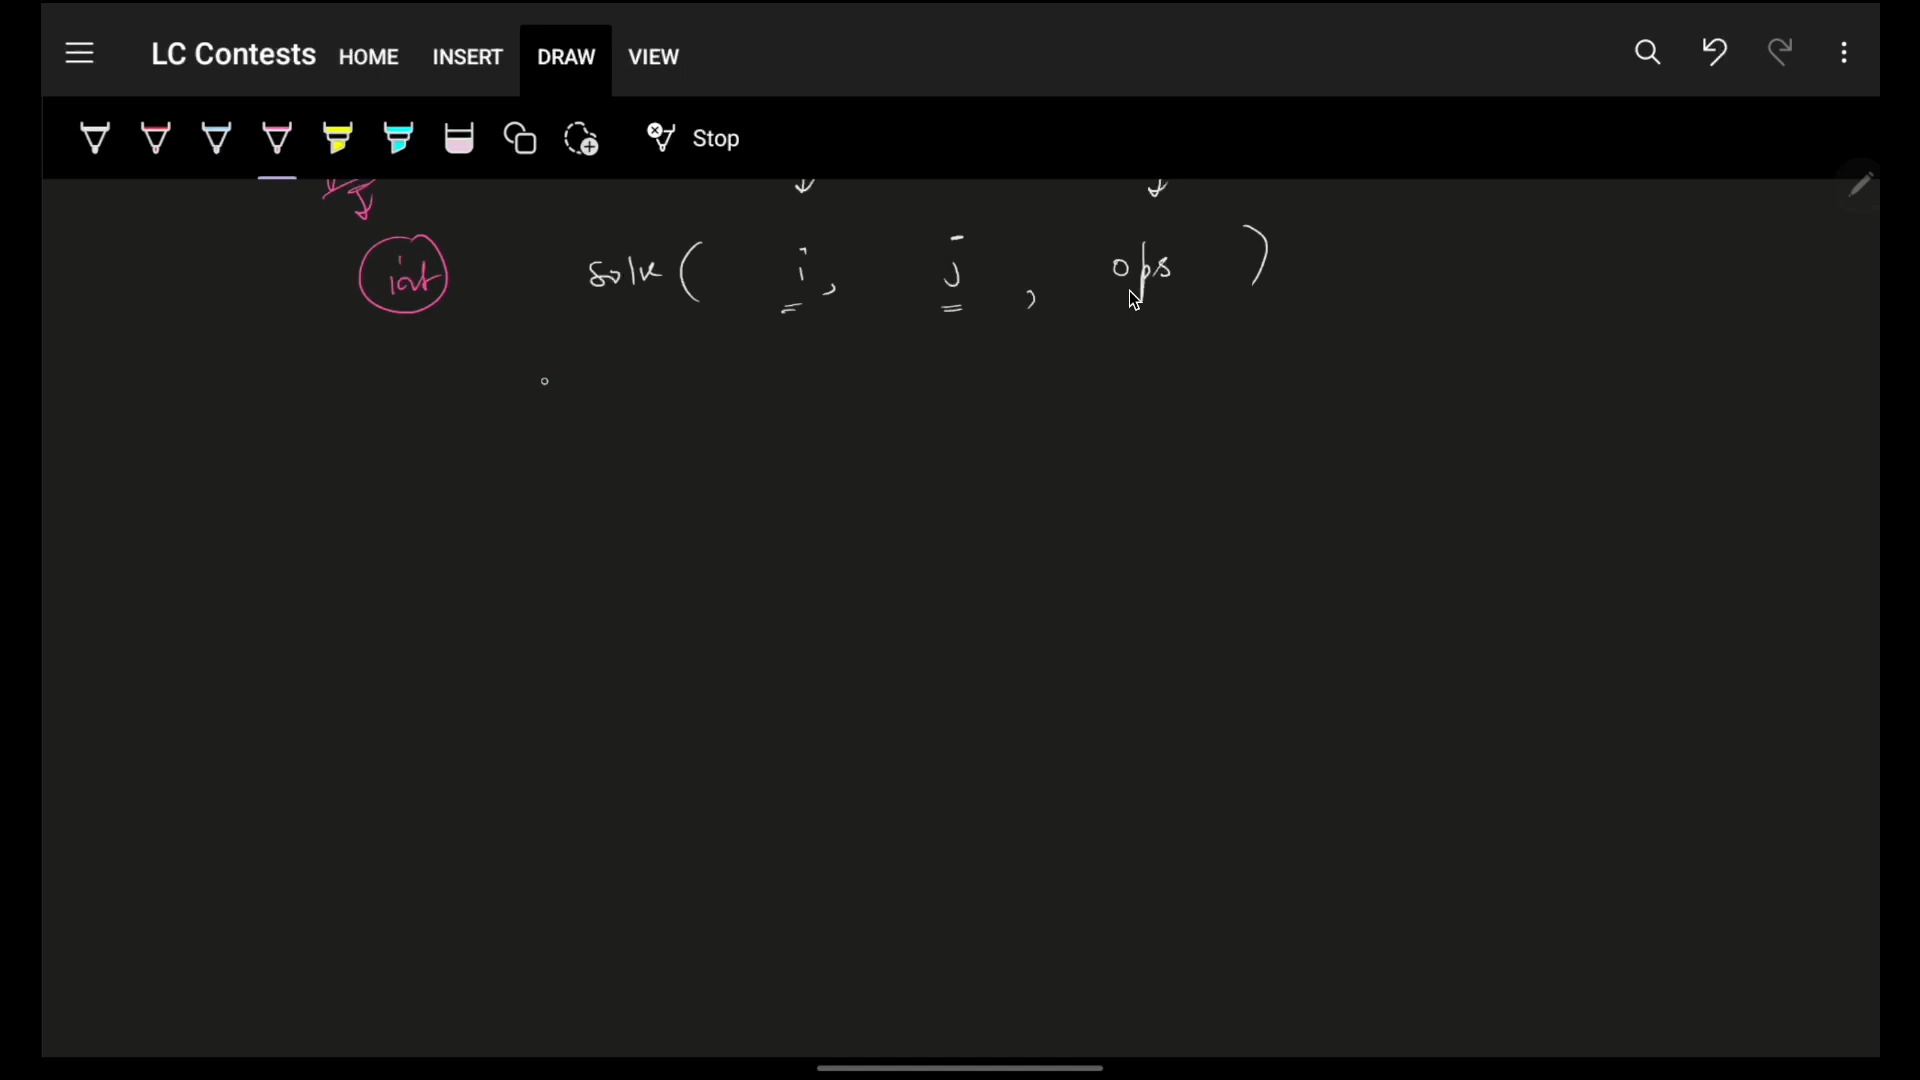 LC Contests HOME INSERT DRAW VIEW
Stop
int solve ( i , j , ops )